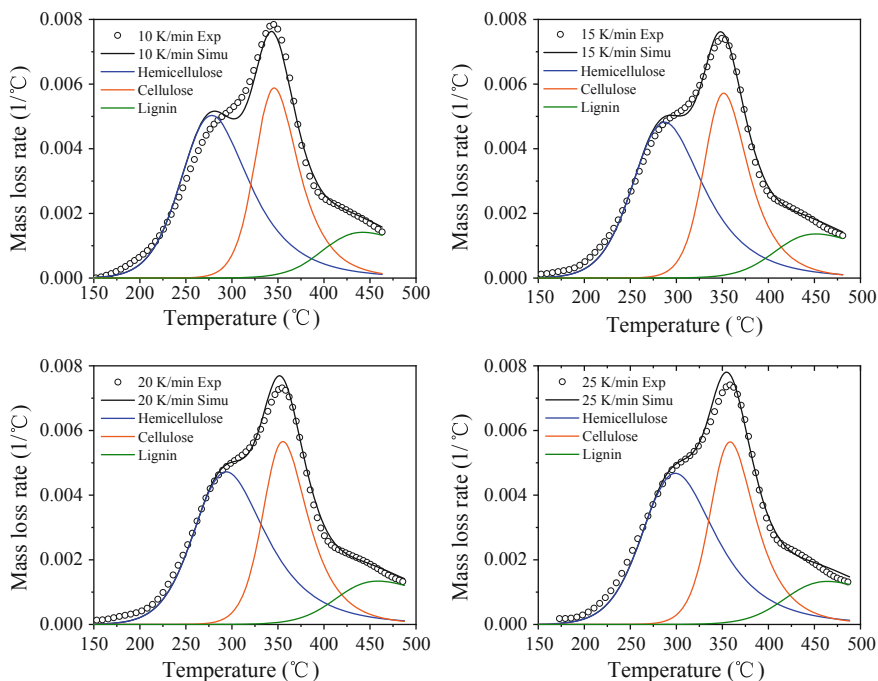 0.008
0.006
0.004
0.002
0.000
Mass loss rate (1/℃)
10 K/min Exp
10 K/min Simu
Hemicellulose
Cellulose
Lignin
150 200 250 300 350 400 450 500
Temperature (℃)
0.008
0.006
0.004
0.002
0.000
Mass loss rate (1/℃)
15 K/min Exp
15 K/min Simu
Hemicellulose
Cellulose
Lignin
150 200 250 300 350 400 450 500
Temperature (℃)
0.008
0.006
0.004
0.002
0.000
Mass loss rate (1/℃)
20 K/min Exp
20 K/min Simu
Hemicellulose
Cellulose
Lignin
150 200 250 300 350 400 450 500
Temperature (℃)
0.008
0.006
0.004
0.002
0.000
Mass loss rate (1/℃)
25 K/min Exp
25 K/min Simu
Hemicellulose
Cellulose
Lignin
150 200 250 300 350 400 450 500
Temperature (℃)